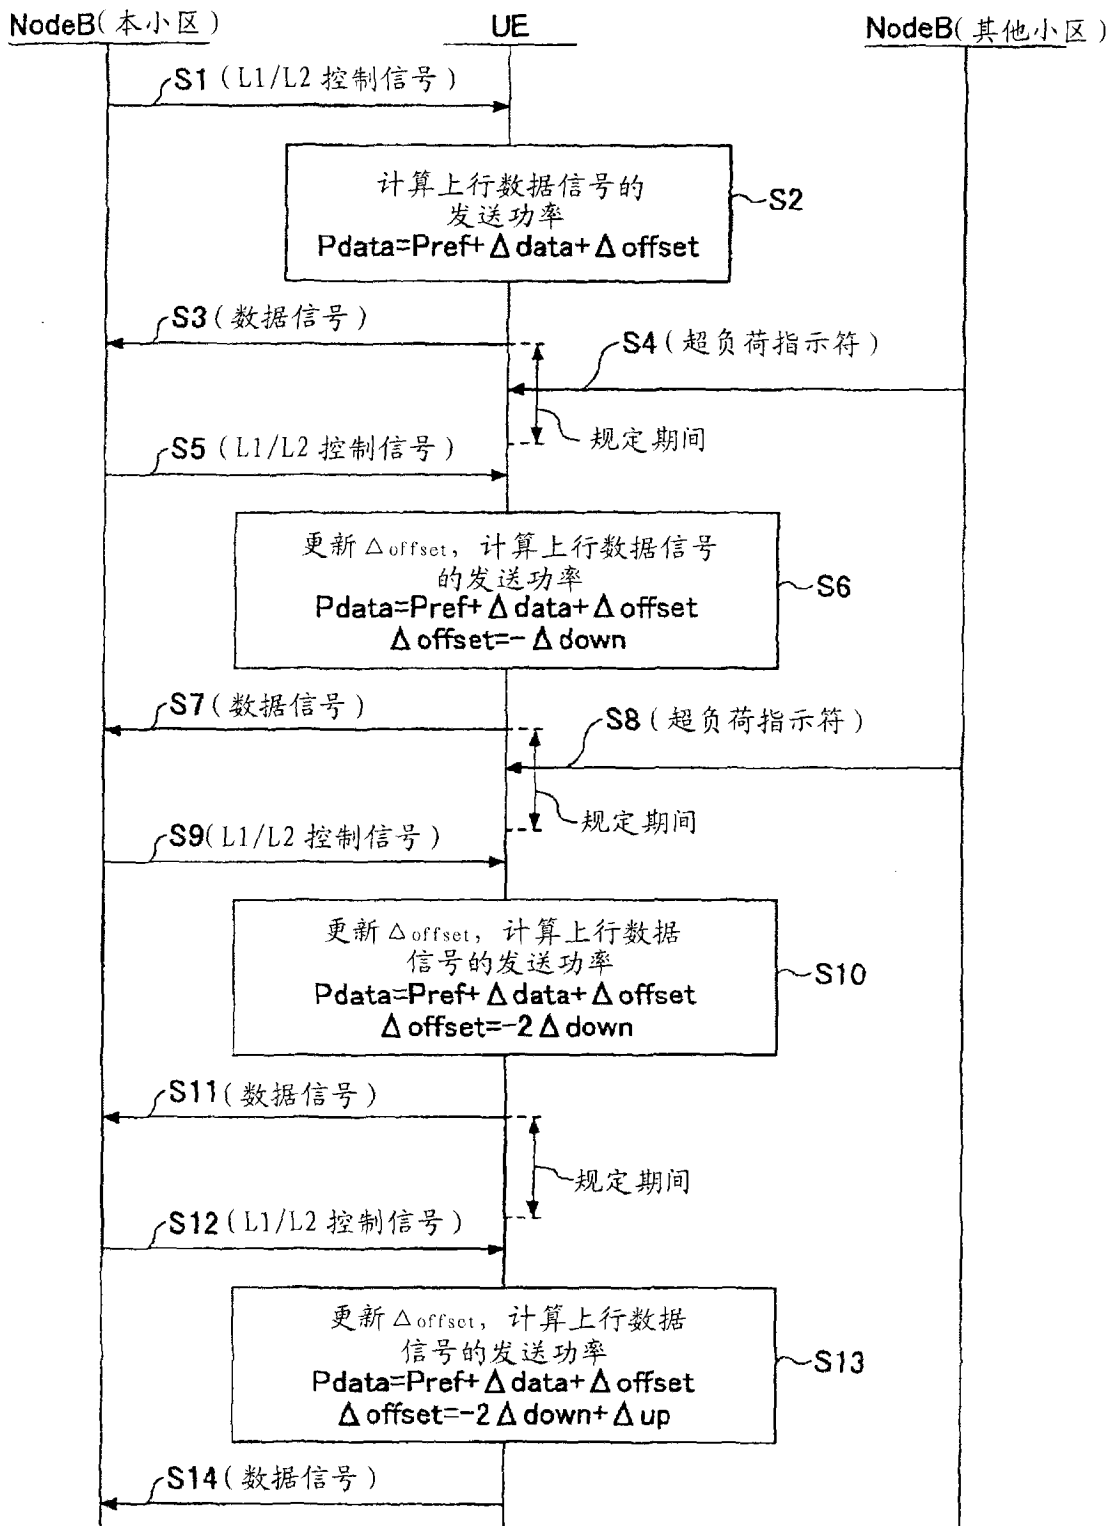 NodeB(本小区)
UE
NodeB(其他小区)
S1(L1/L2 控制信号)
计算上行数据信号的
发送功率
Pdata=Pref+Δdata+Δoffset
S2
S3(数据信号)
S4(超负荷指示符)
规定期间
S5(L1/L2 控制信号)
更新Δoffset,计算上行数据信号
的发送功率
Pdata=Pref+Δdata+Δoffset
Δoffset=-Δdown
S6
S7(数据信号)
S8(超负荷指示符)
规定期间
S9(L1/L2 控制信号)
更新Δoffset,计算上行数据
信号的发送功率
Pdata=Pref+Δdata+Δoffset
Δoffset=-2Δdown
S10
S11(数据信号)
规定期间
S12(L1/L2 控制信号)
更新Δoffset,计算上行数据
信号的发送功率
Pdata=Pref+Δdata+Δoffset
Δoffset=-2Δdown+Δup
S13
S14(数据信号)